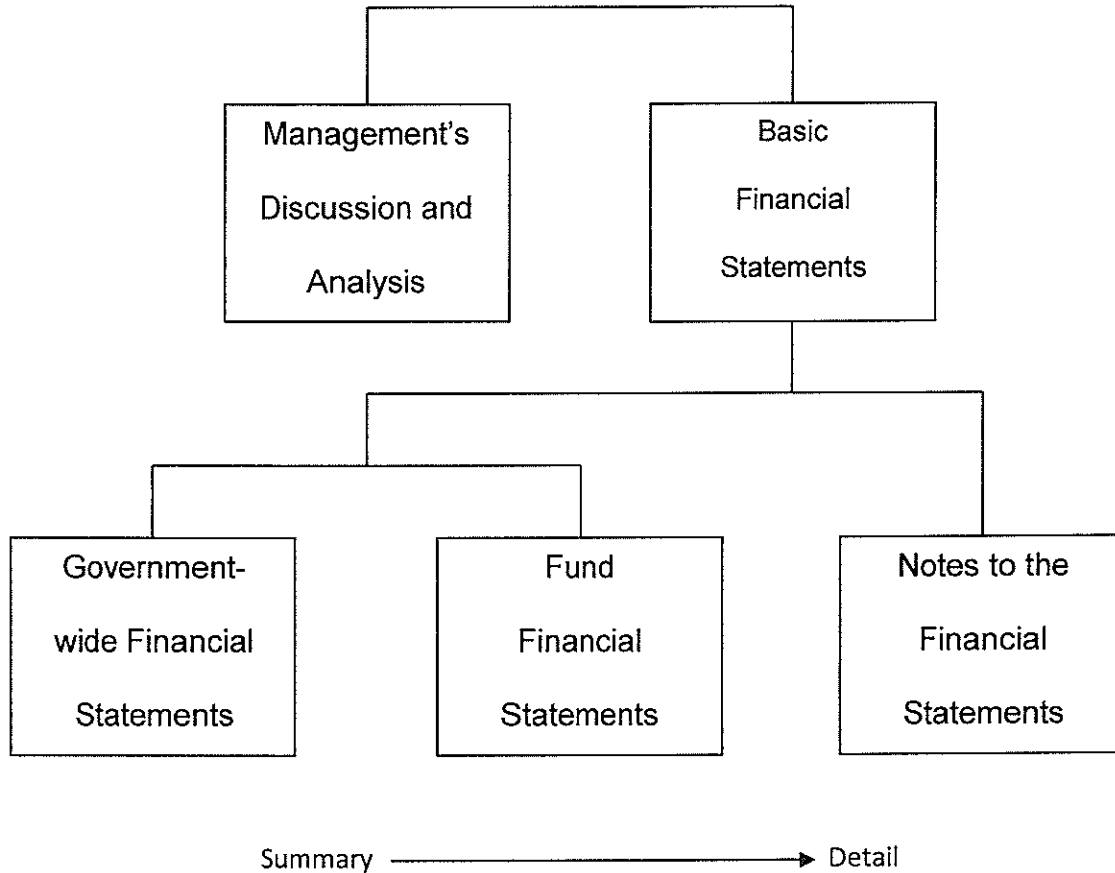 Management's
Discussion and
Analysis
Basic
Financial
Statements
Government-
wide Financial
Statements
Fund
Financial
Statements
Notes to the
Financial
Statements
Summary
Detail